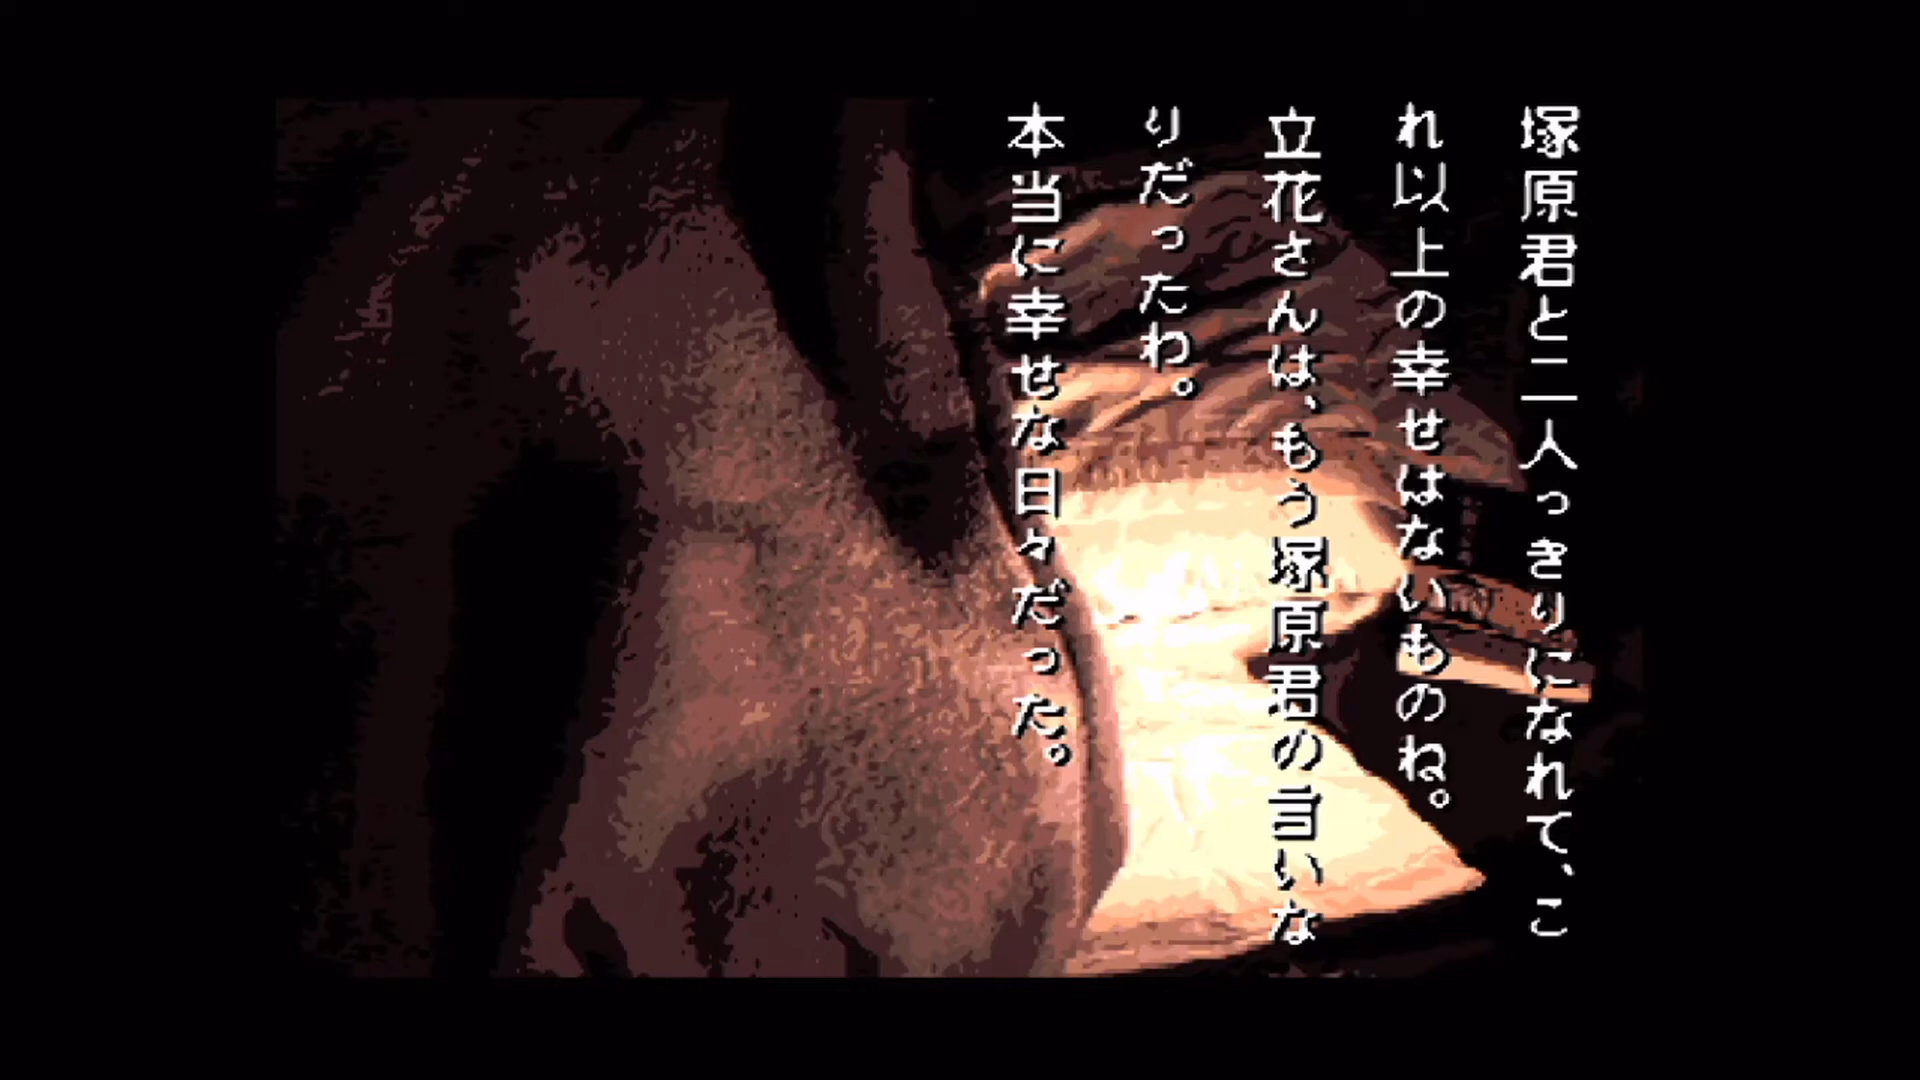 塚原君と二人っきりになれて、こ
れ以上の幸せはないものね。
立花さんは、もう塚原君の言いな
りだったわ。
本当に幸せな日々だった。